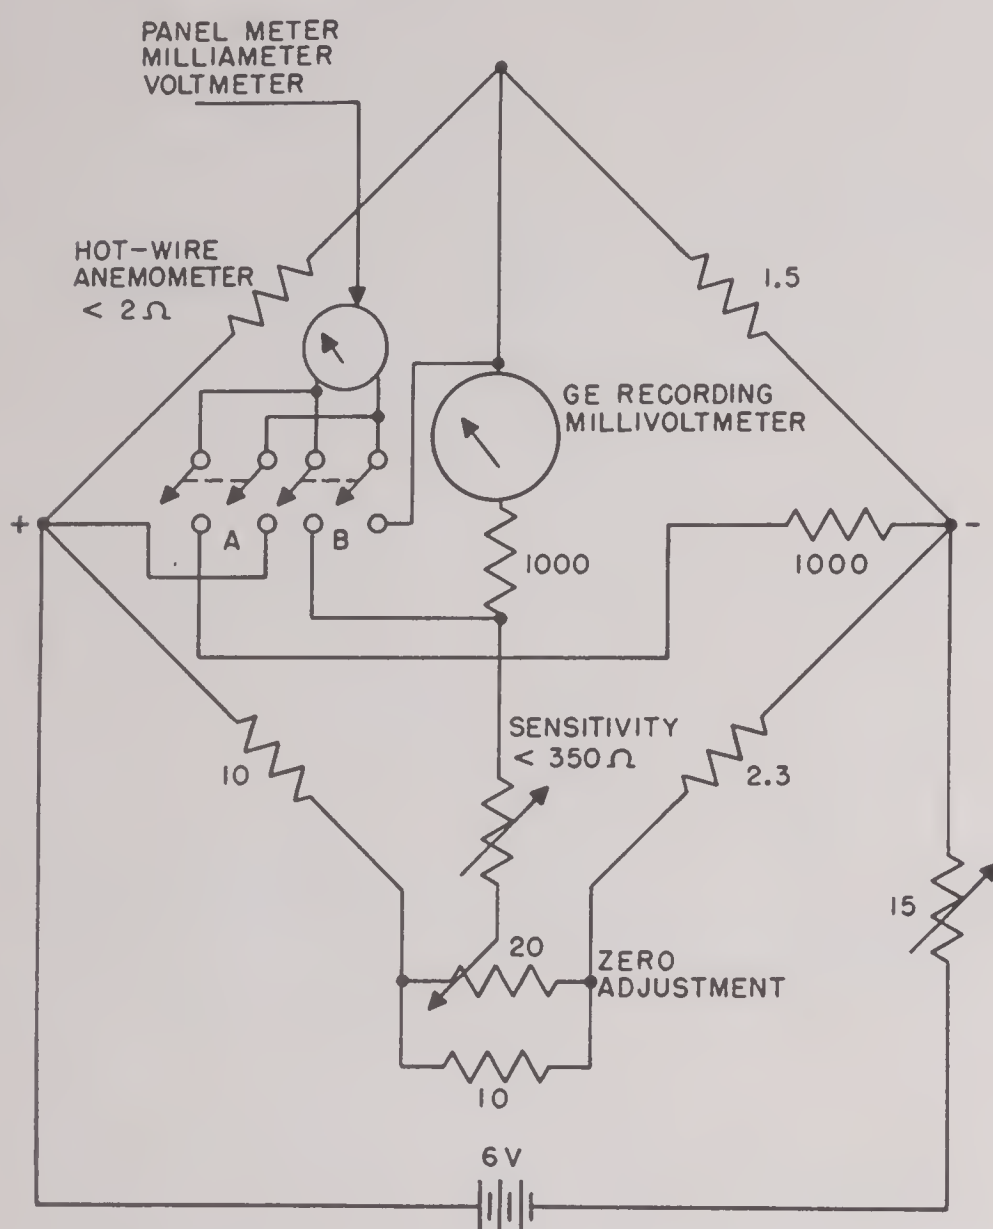 PANEL METER
MILLIAMETER
VOLTMETER
HOT-WIRE
ANEMOMETER
< 2Ω
1.5
GE RECORDING
MILLIVOLTMETER
+
A
B
-
1000
1000
SENSITIVITY
< 350Ω
10
2.3
15
20
ZERO
ADJUSTMENT
10
6V